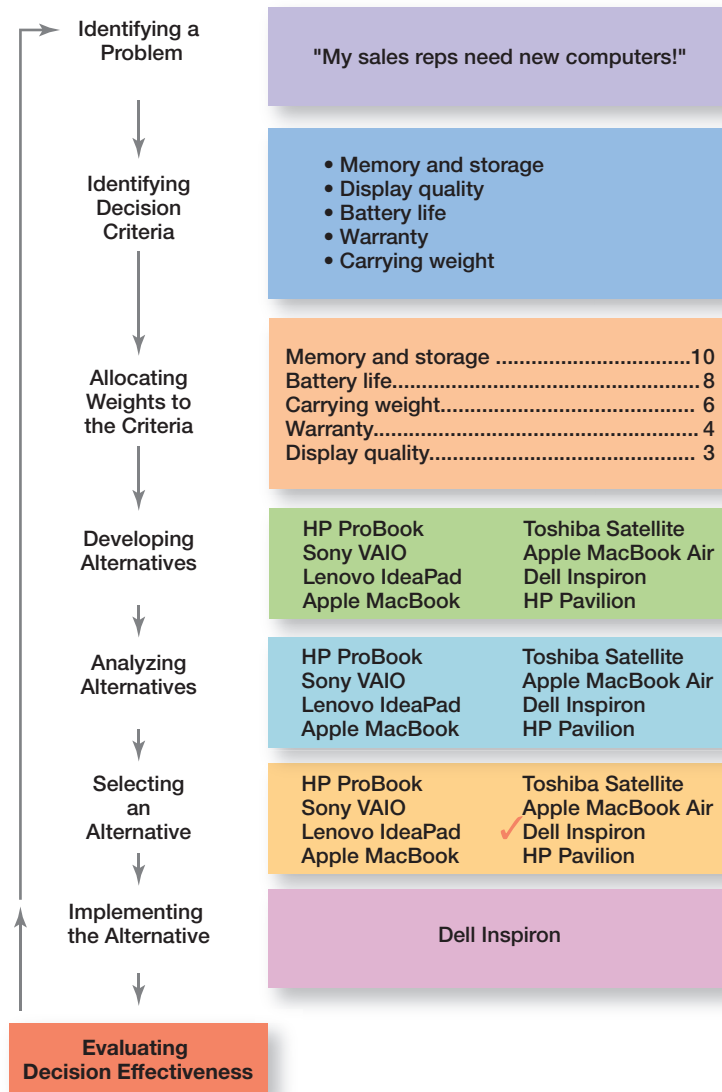 Identifying a
Problem
"My sales reps need new computers!"
Identifying
Decision
Criteria
• Memory and storage
• Display quality
• Battery life
• Warranty
• Carrying weight
Allocating
Weights to
the Criteria
Memory and storage ......................................10
Battery life...................................................... 8
Carrying weight............................................... 6
Warranty......................................................... 4
Display quality................................................. 3
Developing
Alternatives
HP ProBook Toshiba Satellite
Sony VAIO Apple MacBook Air
Lenovo IdeaPad Dell Inspiron
Apple MacBook HP Pavilion
Analyzing
Alternatives
HP ProBook Toshiba Satellite
Sony VAIO Apple MacBook Air
Lenovo IdeaPad Dell Inspiron
Apple MacBook HP Pavilion
Selecting
an
Alternative
HP ProBook Toshiba Satellite
Sony VAIO Apple MacBook Air
Lenovo IdeaPad ✓ Dell Inspiron
Apple MacBook HP Pavilion
Implementing
the Alternative
Dell Inspiron
Evaluating
Decision Effectiveness